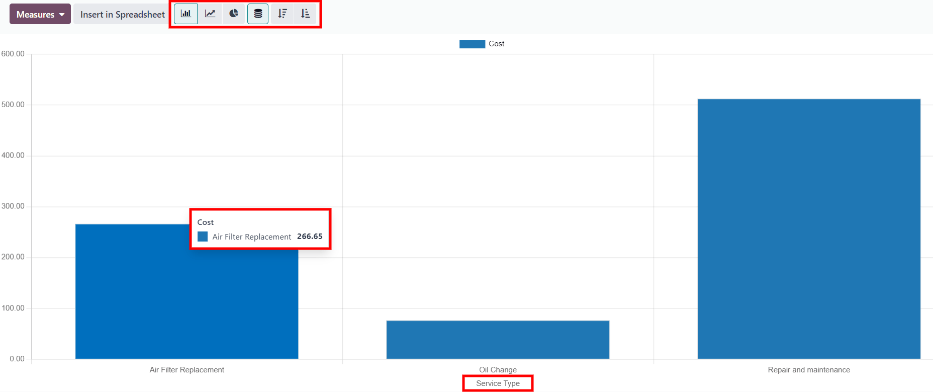 Measures Insert in Spreadsheet
Cost
600.00
500.00
400.00
300.00
200.00
100.00
0.00
Cost
Air Filter Replacement 266.65
Air Filter Replacement Oil Change Repair and maintenance
Service Type